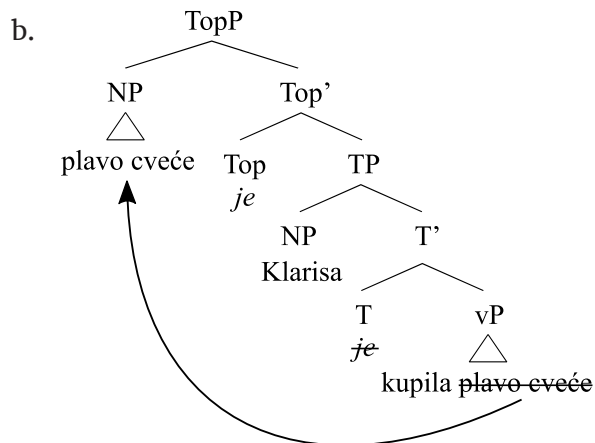 b.
TopP
NP Top’
plavo cveće Top TP
je
NP T’
Klarisa
T vP
je
kupila plavo cveće